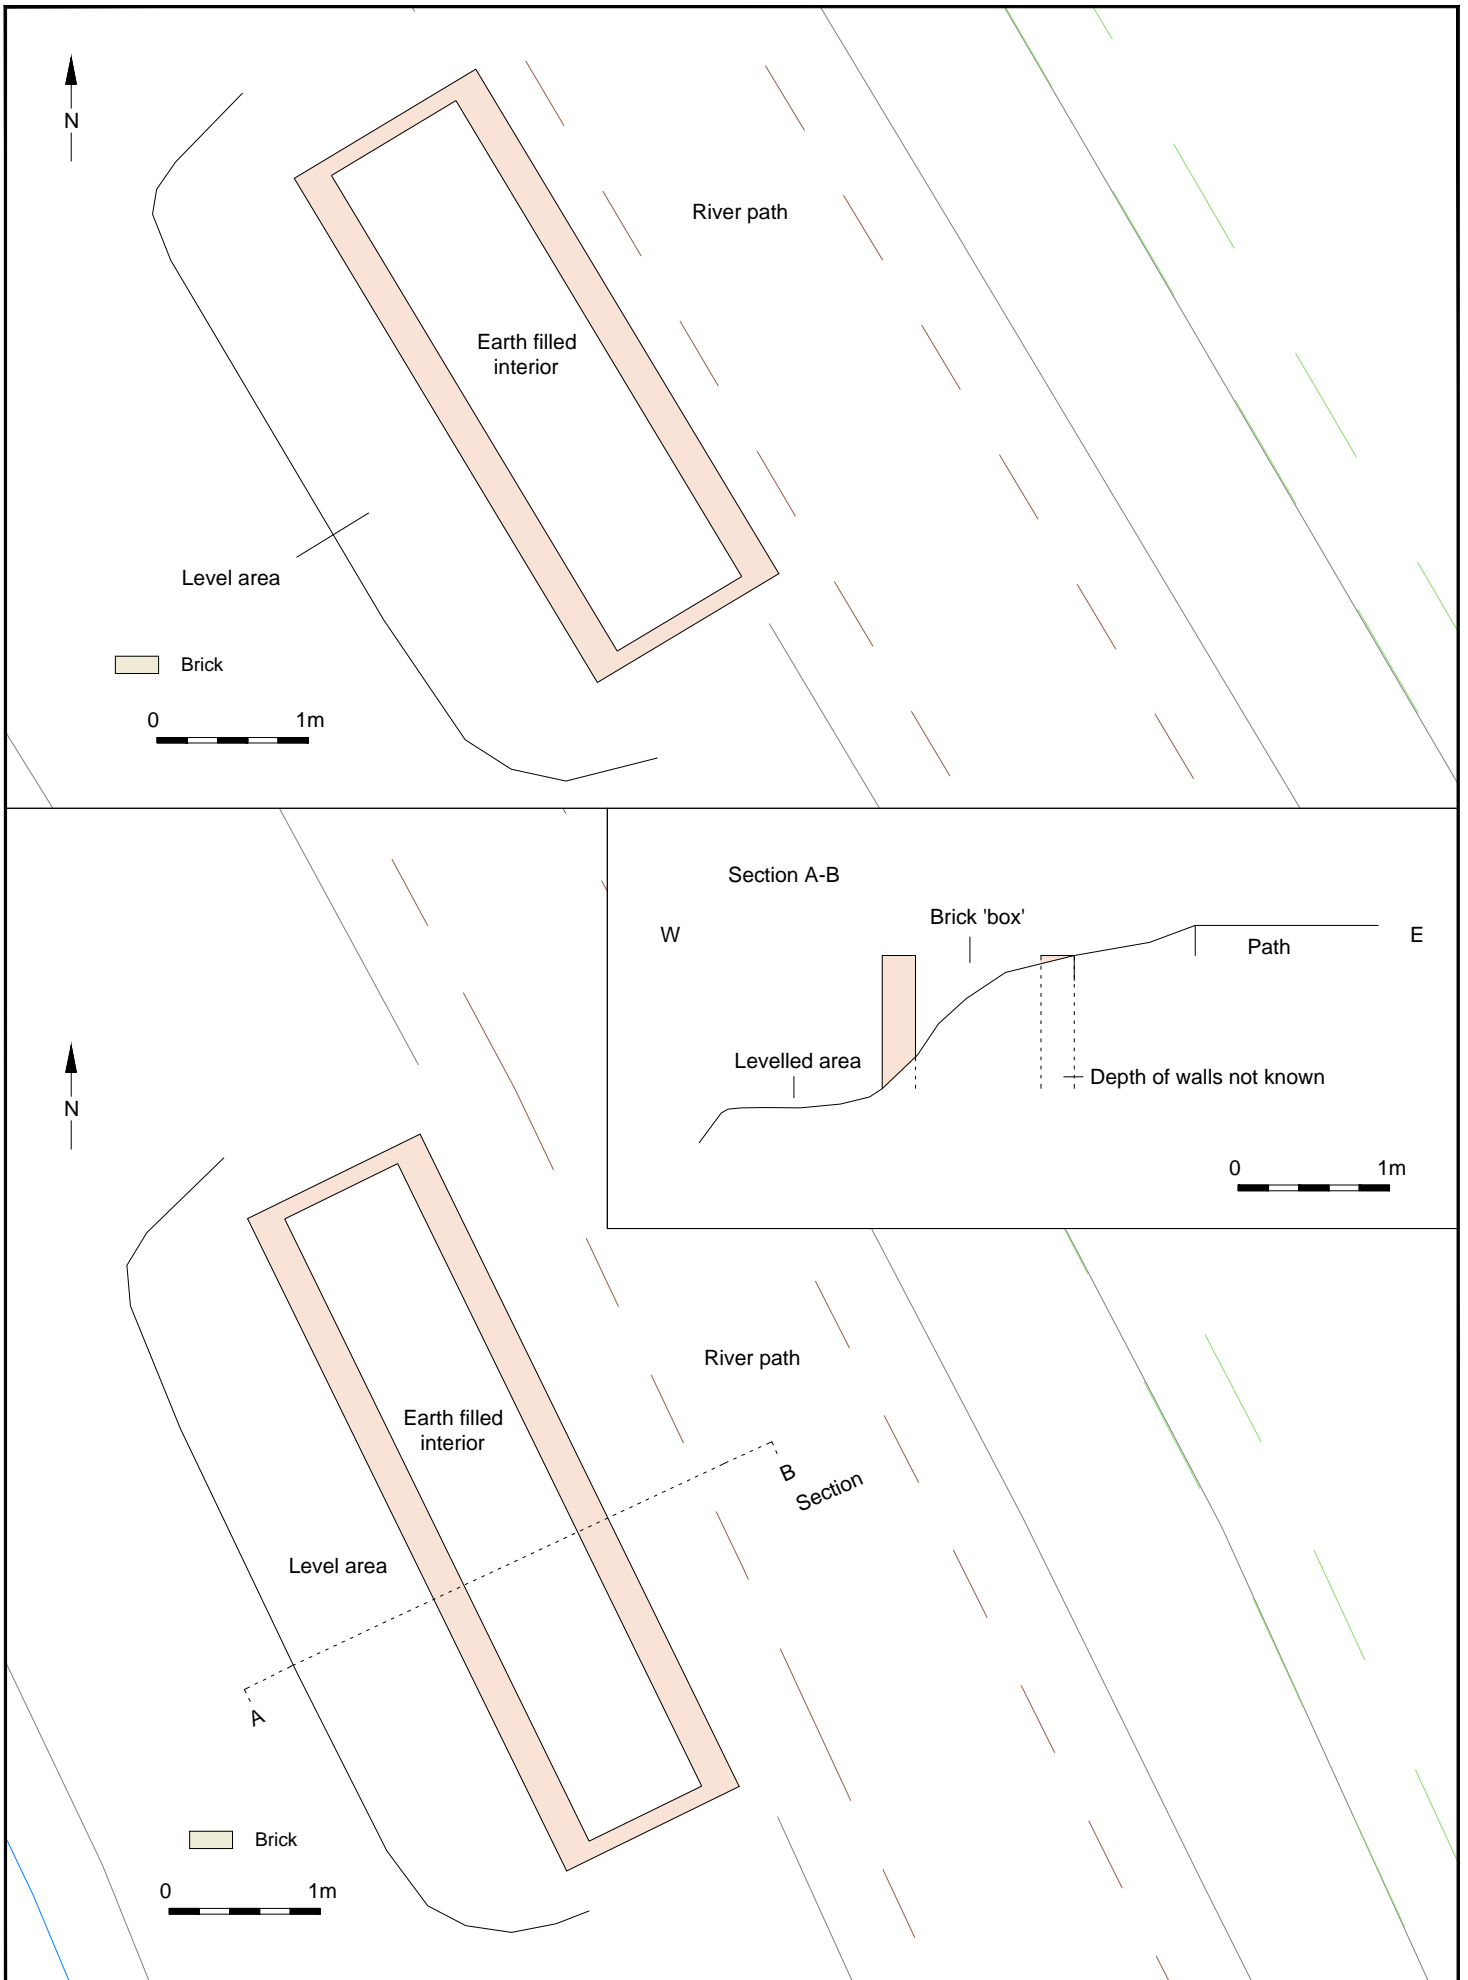 N
River path
Earth filled
interior
Level area
Brick
0 1m
Section A-B
W
Brick 'box'
E
Path
Levelled area
Depth of walls not known
0 1m
N
River path
Earth filled
interior
B
Section
Level area
A
Brick
0 1m